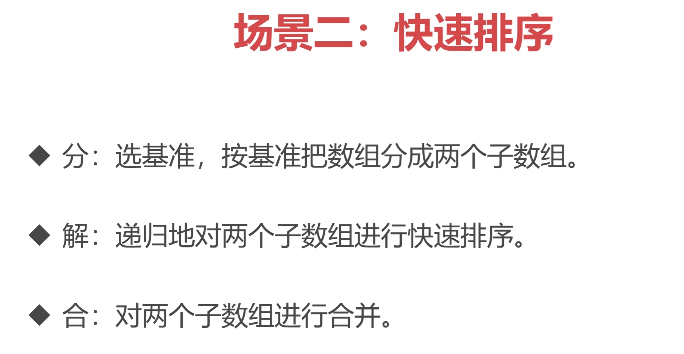 场景二：快速排序
◆ 分：选基准，按基准把数组分成两个子数组。
◆ 解：递归地对两个子数组进行快速排序。
◆ 合：对两个子数组进行合并。